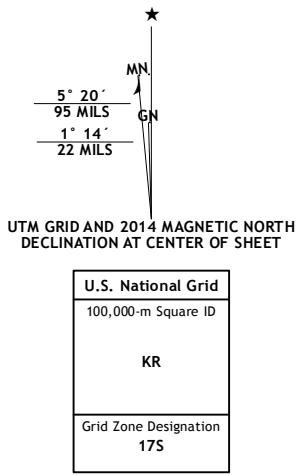 ★
MN
5° 20´
95 MILS
GN
1° 14´
22 MILS
UTM GRID AND 2014 MAGNETIC NORTH
DECLINATION AT CENTER OF SHEET
U.S. National Grid
100,000-m Square ID
KR
Grid Zone Designation
17S